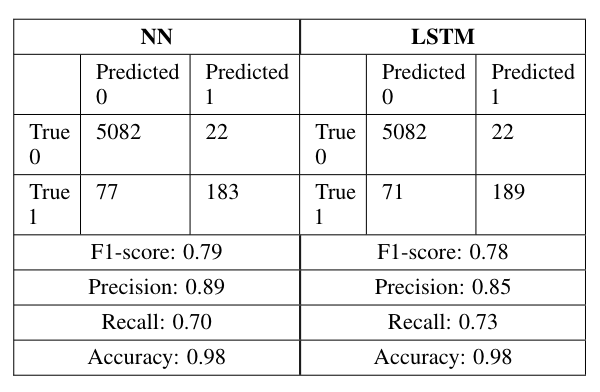 NN LSTM
Predicted Predicted Predicted Predicted
0 1 0 1
True 5082 22 True 5082 22
0 0
True 77 183 True 71 189
1 1
F1-score: 0.79 F1-score: 0.78
Precision: 0.89 Precision: 0.85
Recall: 0.70 Recall: 0.73
Accuracy: 0.98 Accuracy: 0.98